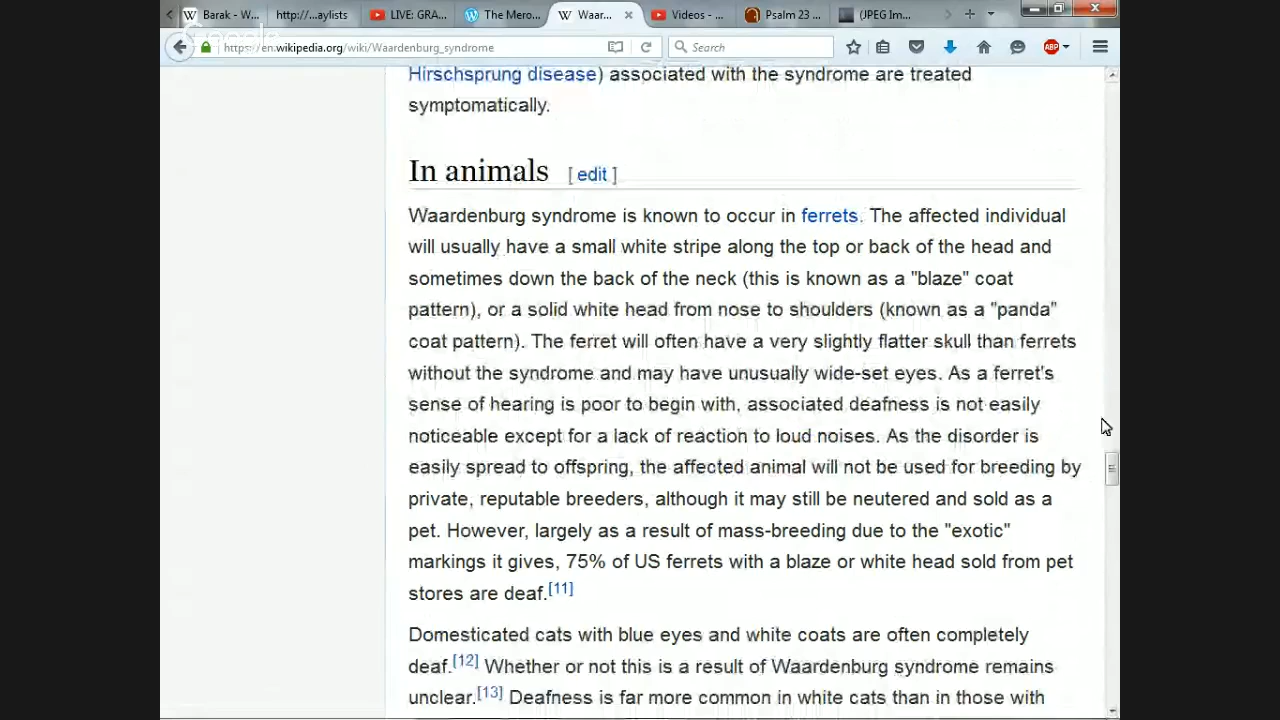 Barak - W...
http://...aylists
LIVE: GRA...
The Mero...
Waar...
Videos - ...
Psalm 23 ...
(JPEG Im...
Google
https://en.wikipedia.org/wiki/Waardenburg_syndrome
Search
ABP
Hirschsprung disease) associated with the syndrome are treated
symptomatically.
In animals [ edit ]
Waardenburg syndrome is known to occur in ferrets. The affected individual
will usually have a small white stripe along the top or back of the head and
sometimes down the back of the neck (this is known as a "blaze" coat
pattern), or a solid white head from nose to shoulders (known as a "panda"
coat pattern). The ferret will often have a very slightly flatter skull than ferrets
without the syndrome and may have unusually wide-set eyes. As a ferret's
sense of hearing is poor to begin with, associated deafness is not easily
noticeable except for a lack of reaction to loud noises. As the disorder is
easily spread to offspring, the affected animal will not be used for breeding by
private, reputable breeders, although it may still be neutered and sold as a
pet. However, largely as a result of mass-breeding due to the "exotic"
markings it gives, 75% of US ferrets with a blaze or white head sold from pet
stores are deaf.[11]
Domesticated cats with blue eyes and white coats are often completely
deaf.[12] Whether or not this is a result of Waardenburg syndrome remains
unclear.[13] Deafness is far more common in white cats than in those with